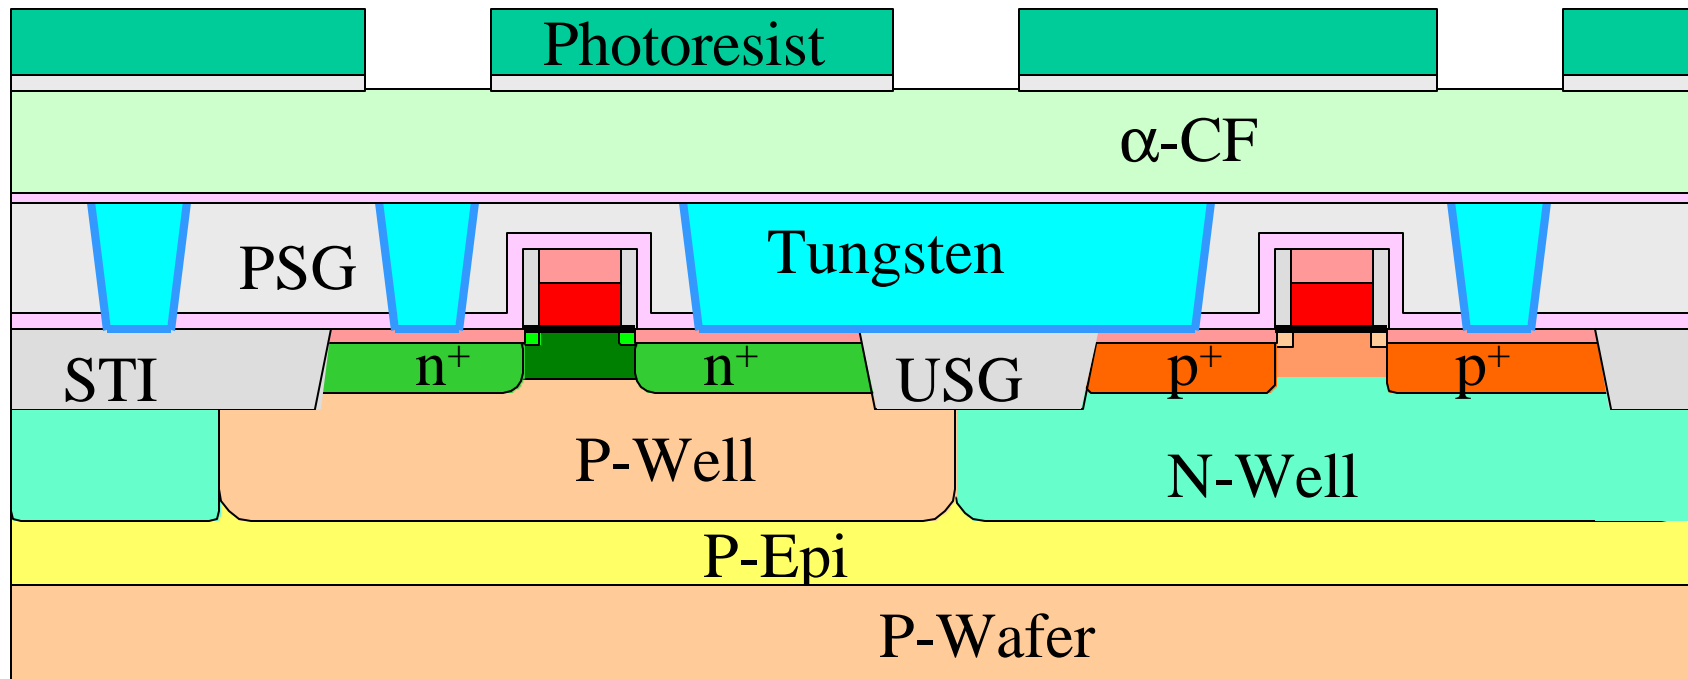 Photoresist
α-CF
PSG
Tungsten
STI
n⁺
n⁺
USG
p⁺
p⁺
P-Well
N-Well
P-Epi
P-Wafer